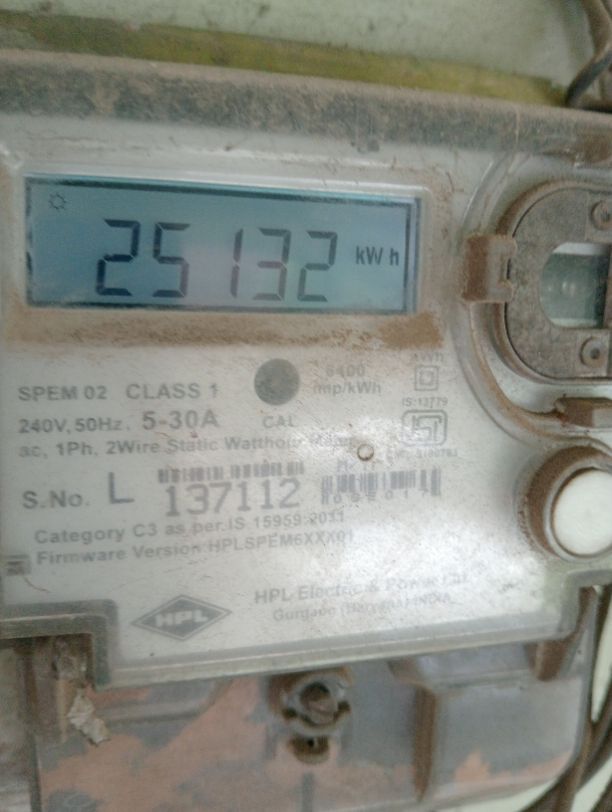 25132 kWh
SPEM 02 CLASS 1
6400
imp/kWh
240V, 50Hz. 5-30A
CAL
IS:13779
ac, 1Ph, 2Wire Static Watthour
S.No. L 137112
Category C3 as per IS 15959:2011
Firmware Version:HPLSPEM6XXX01
HPL
HPL Electric & Power
Gurgaon (Haryana) INDIA